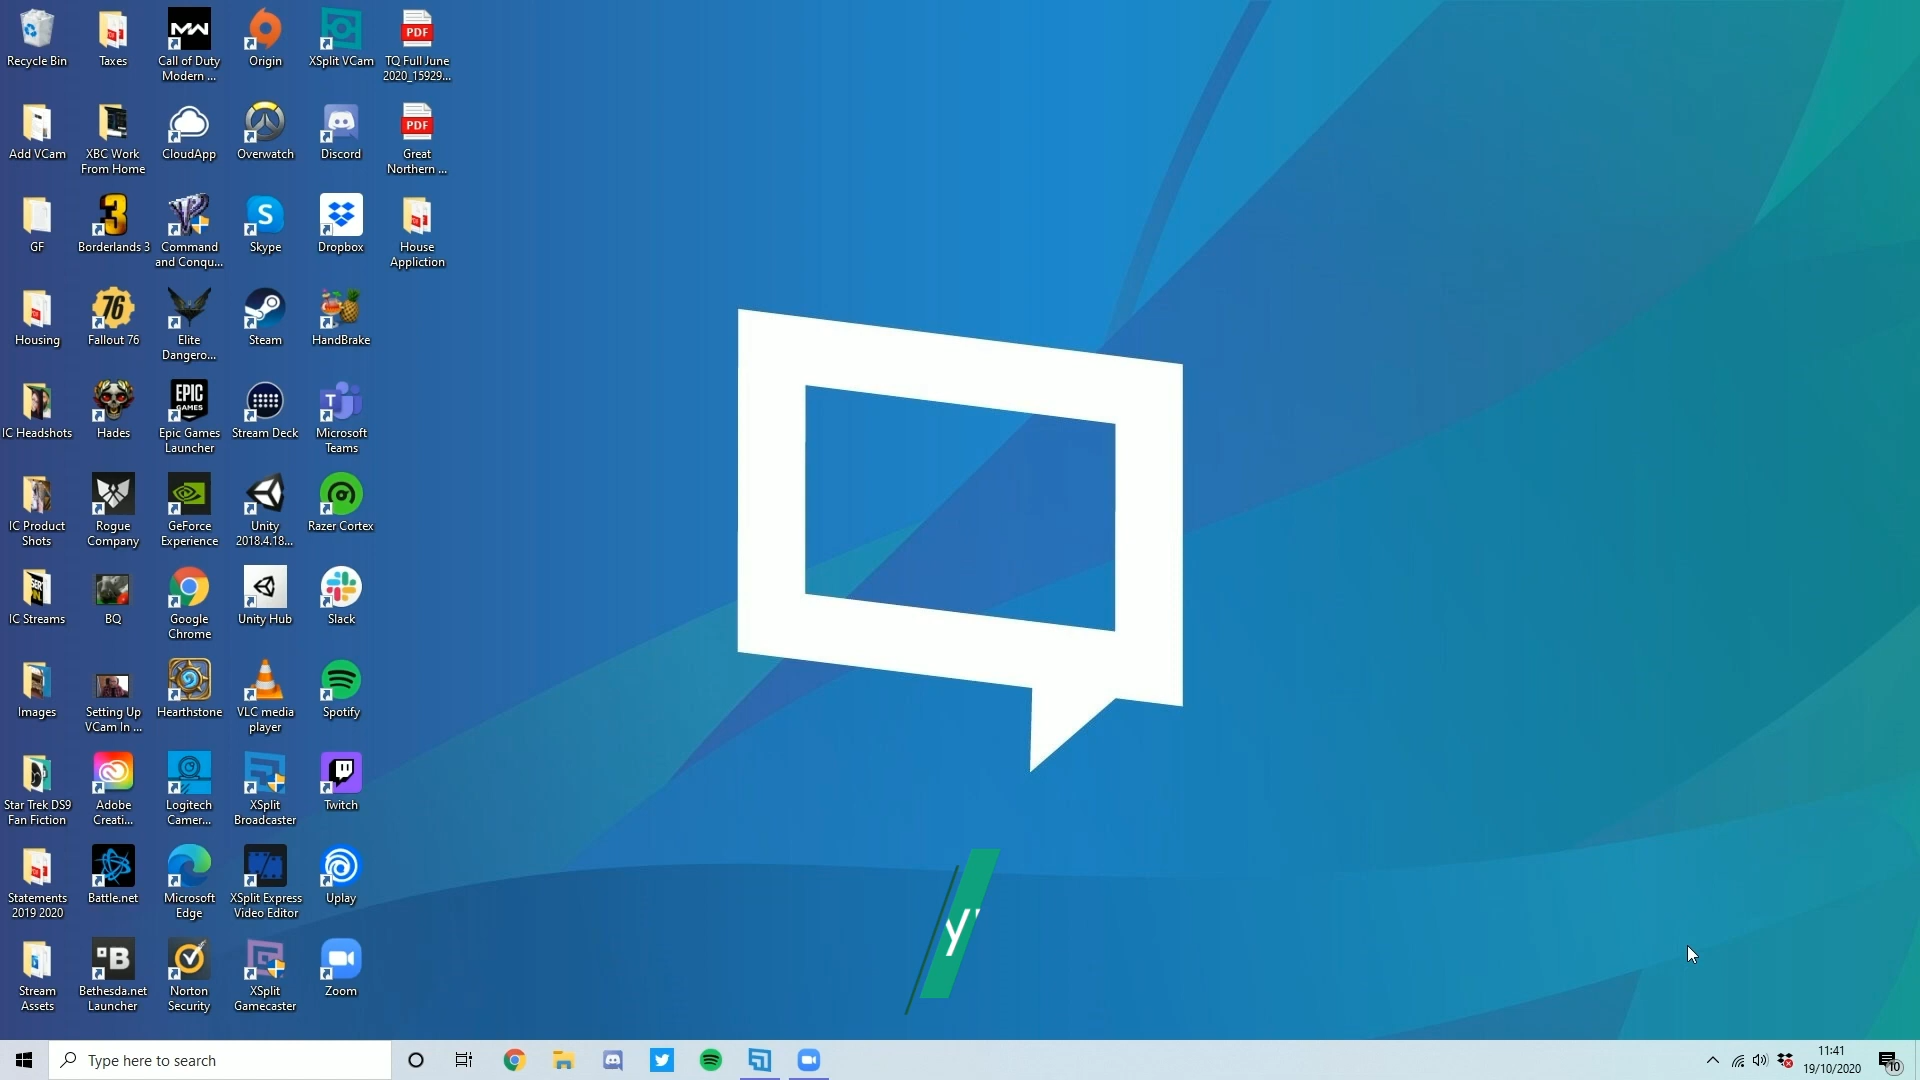 Recycle Bin
Taxes
Call of Duty
Modern ...
Origin
XSplit VCam
PDF
TQ Full June
2020_15929...
Add VCam
XBC Work
From Home
CloudApp
Overwatch
Discord
PDF
Great
Northern ...
GF
3
Borderlands 3
Command
and Conqu...
S
Skype
Dropbox
House
Appliction
Housing
76
Fallout 76
Elite
Dangero...
Steam
HandBrake
IC Headshots
Hades
EPIC
GAMES
Epic Games
Launcher
Stream Deck
T
Microsoft
Teams
IC Product
Shots
Rogue
Company
GeForce
Experience
Unity
2018.4.18...
Razer Cortex
IC Streams
BQ
Google
Chrome
Unity Hub
Slack
Images
Setting Up
VCam In ...
Hearthstone
VLC media
player
Spotify
Star Trek DS9
Fan Fiction
Adobe
Creati...
Logitech
Camer...
XSplit
Broadcaster
Twitch
Statements
2019 2020
Battle.net
Microsoft
Edge
XSplit Express
Video Editor
Uplay
y
Stream
Assets
B
Bethesda.net
Launcher
Norton
Security
XSplit
Gamecaster
Zoom
Type here to search
11:41
19/10/2020
10